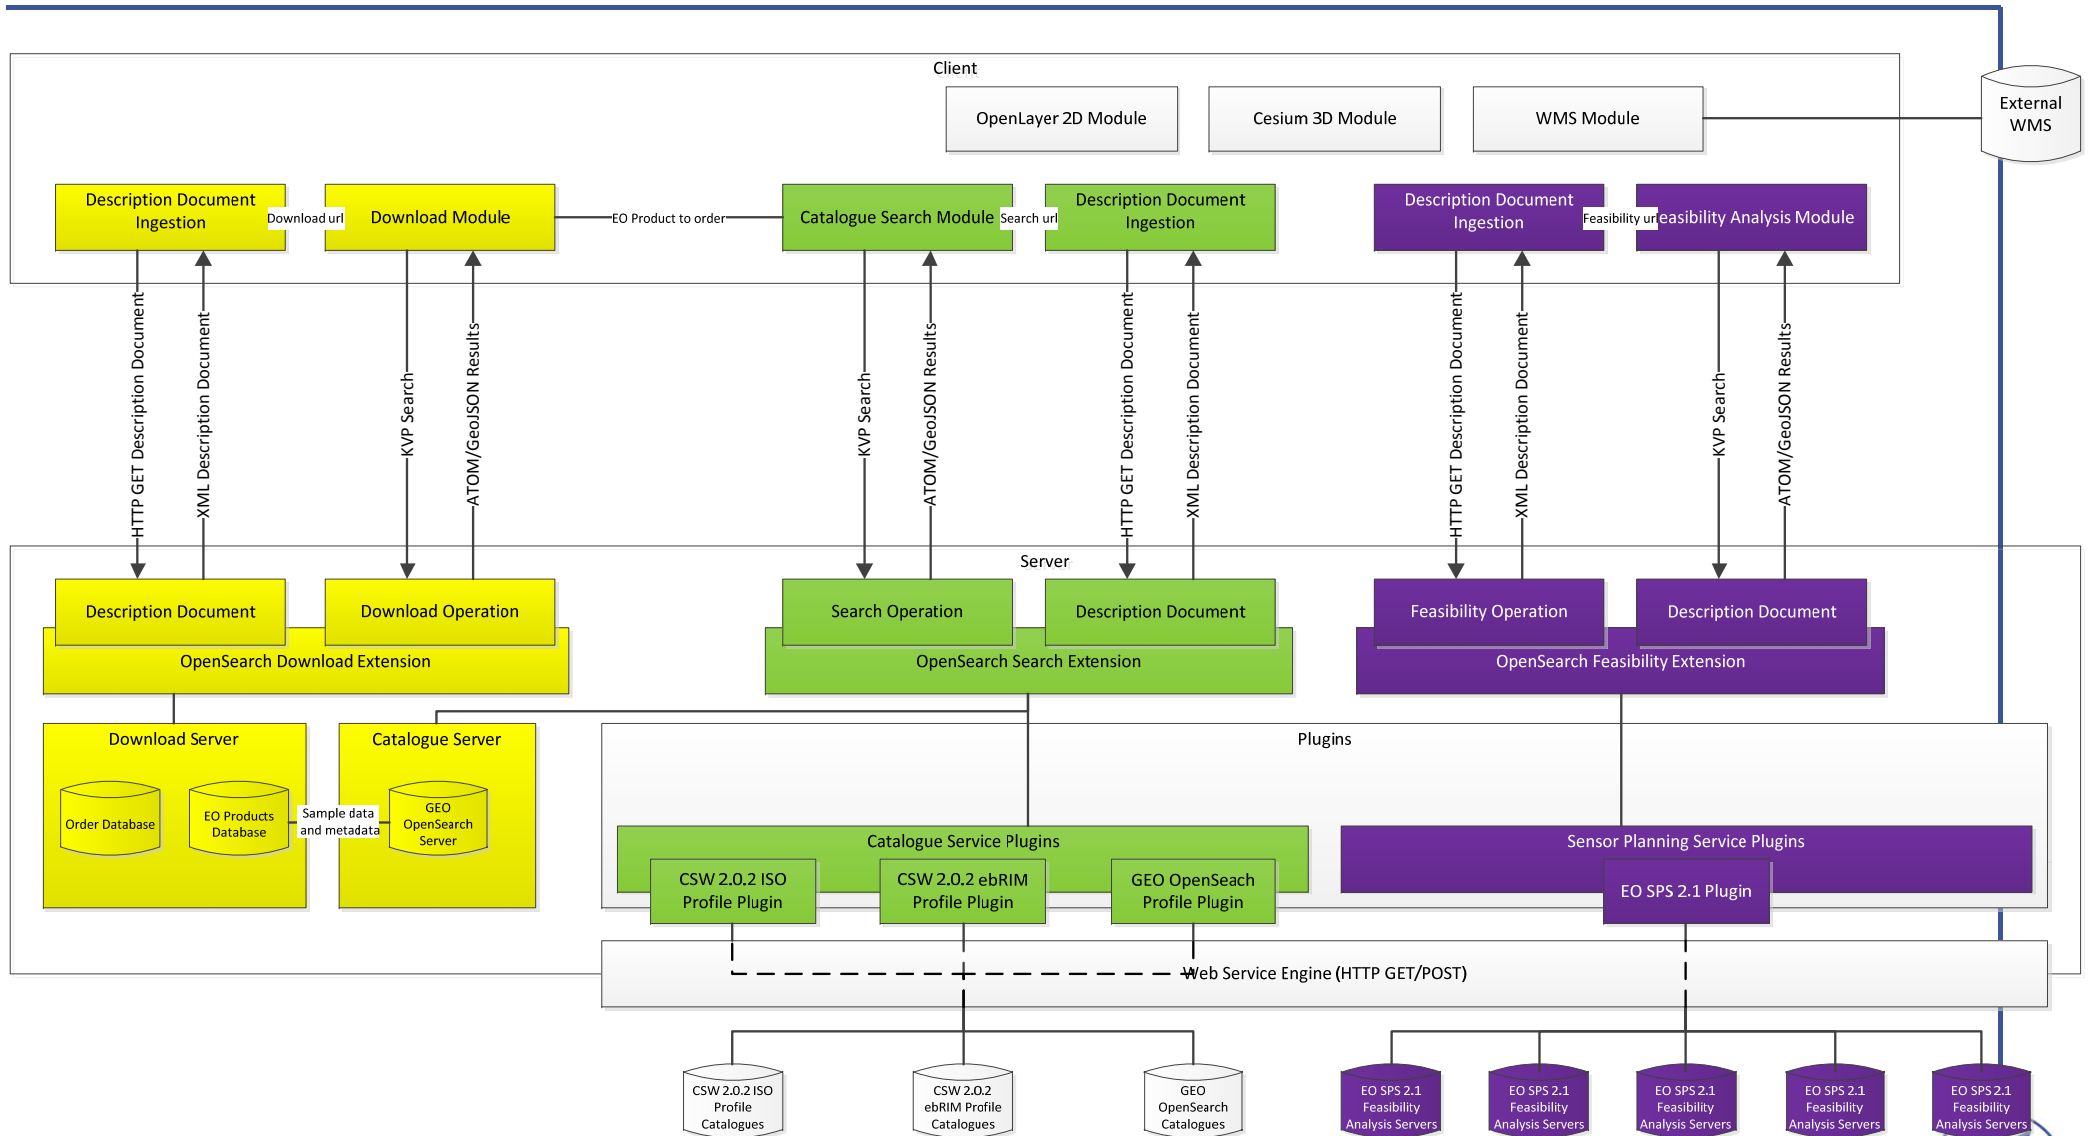 Client
OpenLayer 2D Module
Cesium 3D Module
WMS Module
External
WMS
Description Document
Ingestion
Download url
Download Module
EO Product to order
Catalogue Search Module
Search url
Description Document
Ingestion
Description Document
Ingestion
Feasibility url
easibility Analysis Module
HTTP GET Description Document
XML Description Document
KVP Search
ATOM/GeoJSON Results
KVP Search
ATOM/GeoJSON Results
HTTP GET Description Document
XML Description Document
HTTP GET Description Document
XML Description Document
KVP Search
ATOM/GeoJSON Results
Server
Description Document
Download Operation
OpenSearch Download Extension
Search Operation
Description Document
OpenSearch Search Extension
Feasibility Operation
Description Document
OpenSearch Feasibility Extension
Download Server
Order Database
EO Products
Database
Sample data
and metadata
Catalogue Server
GEO
OpenSearch
Server
Plugins
Catalogue Service Plugins
CSW 2.0.2 ISO
Profile Plugin
CSW 2.0.2 ebRIM
Profile Plugin
GEO OpenSeach
Profile Plugin
Sensor Planning Service Plugins
EO SPS 2.1 Plugin
Web Service Engine (HTTP GET/POST)
CSW 2.0.2 ISO
Profile
Catalogues
CSW 2.0.2
ebRIM Profile
Catalogues
GEO
OpenSearch
Catalogues
EO SPS 2.1
Feasibility
Analysis Servers
EO SPS 2.1
Feasibility
Analysis Servers
EO SPS 2.1
Feasibility
Analysis Servers
EO SPS 2.1
Feasibility
Analysis Servers
EO SPS 2.1
Feasibility
Analysis Servers